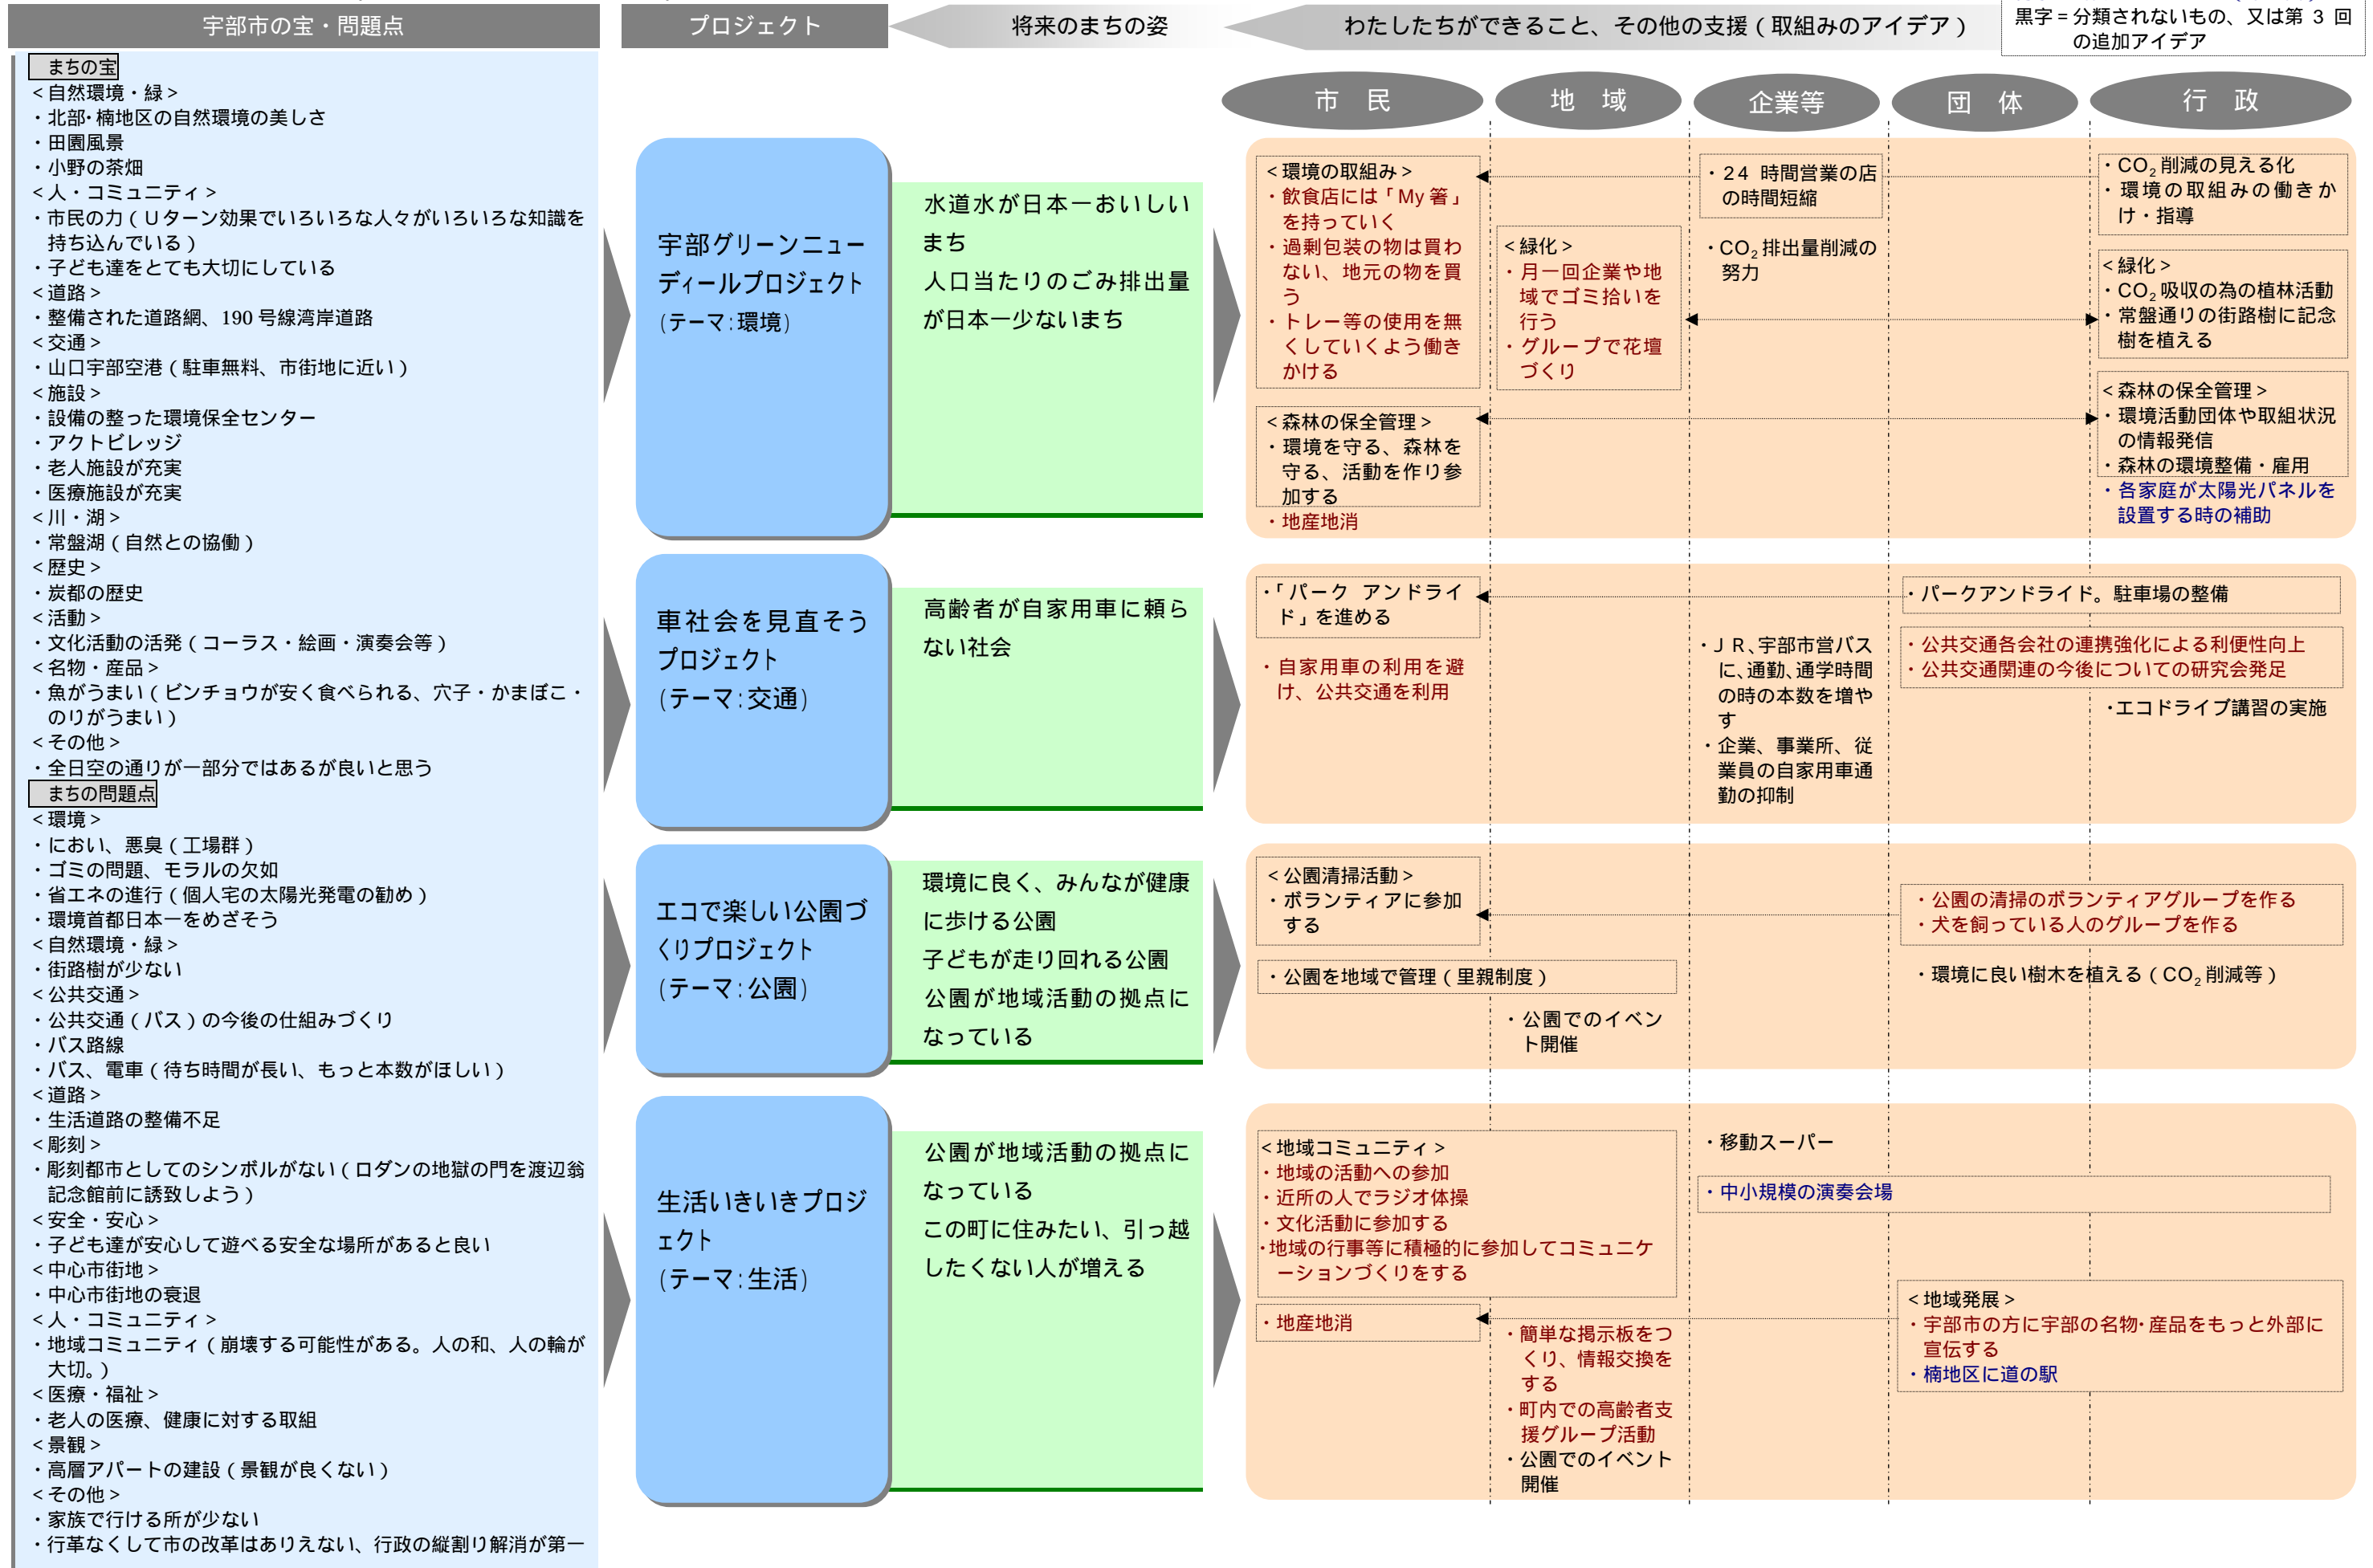 宇部市の宝・問題点
プロジェクト
将来のまちの姿
わたしたちができること、その他の支援(取組みのアイデア)
黒字=分類されないもの、又は第 3 回
の追加アイデア
まちの宝
<自然環境・緑>
・北部・楠地区の自然環境の美しさ
・田園風景
・小野の茶畑
<人・コミュニティ>
・市民の力(Uターン効果でいろいろな人々がいろいろな知識を
持ち込んでいる)
・子ども達をとても大切にしている
<道路>
・整備された道路網、190 号線湾岸道路
<交通>
・山口宇部空港(駐車無料、市街地に近い)
<施設>
・設備の整った環境保全センター
・アクトビレッジ
・老人施設が充実
・医療施設が充実
<川・湖>
・常盤湖(自然との協働)
<歴史>
・炭都の歴史
<活動>
・文化活動の活発(コーラス・絵画・演奏会等)
<名物・産品>
・魚がうまい(ビンチョウが安く食べられる、穴子・かまぼこ・
のりがうまい)
<その他>
・全日空の通りが一部分ではあるが良いと思う
まちの問題点
<環境>
・におい、悪臭(工場群)
・ゴミの問題、モラルの欠如
・省エネの進行(個人宅の太陽光発電の勧め)
・環境首都日本一をめざそう
<自然環境・緑>
・街路樹が少ない
<公共交通>
・公共交通(バス)の今後の仕組みづくり
・バス路線
・バス、電車(待ち時間が長い、もっと本数がほしい)
<道路>
・生活道路の整備不足
<彫刻>
・彫刻都市としてのシンボルがない(ロダンの地獄の門を渡辺翁
記念館前に誘致しよう)
<安全・安心>
・子ども達が安心して遊べる安全な場所があると良い
<中心市街地>
・中心市街地の衰退
<人・コミュニティ>
・地域コミュニティ(崩壊する可能性がある。人の和、人の輪が
大切。)
<医療・福祉>
・老人の医療、健康に対する取組
<景観>
・高層アパートの建設(景観が良くない)
<その他>
・家族で行ける所が少ない
・行革なくして市の改革はありえない、行政の縦割り解消が第一
市 民
地 域
企業等
団 体
行 政
宇部グリーンニュー
ディールプロジェクト
(テーマ:環境)
水道水が日本一おいしい
まち
人口当たりのごみ排出量
が日本一少ないまち
<環境の取組み>
・飲食店には「My 箸」
を持っていく
・過剰包装の物は買わ
ない、地元の物を買
う
・トレー等の使用を無
くしていくよう働き
かける
<森林の保全管理>
・環境を守る、森林を
守る、活動を作り参
加する
・地産地消
<緑化>
・月一回企業や地
域でゴミ拾いを
行う
・グループで花壇
づくり
・24 時間営業の店
の時間短縮
・CO2排出量削減の
努力
・CO2削減の見える化
・環境の取組みの働きか
け・指導
<緑化>
・CO2吸収の為の植林活動
・常盤通りの街路樹に記念
樹を植える
<森林の保全管理>
・環境活動団体や取組状況
の情報発信
・森林の環境整備・雇用
・各家庭が太陽光パネルを
設置する時の補助
車社会を見直そう
プロジェクト
(テーマ:交通)
高齢者が自家用車に頼ら
ない社会
・「パーク アンドライ
ド」を進める
・自家用車の利用を避
け、公共交通を利用
・JR、宇部市営バス
に、通勤、通学時間
の時の本数を増や
す
・企業、事業所、従
業員の自家用車通
勤の抑制
・パークアンドライド。駐車場の整備
・公共交通各会社の連携強化による利便性向上
・公共交通関連の今後についての研究会発足
・エコドライブ講習の実施
エコで楽しい公園づ
くりプロジェクト
(テーマ:公園)
環境に良く、みんなが健康
に歩ける公園
子どもが走り回れる公園
公園が地域活動の拠点に
なっている
<公園清掃活動>
・ボランティアに参加
する
・公園を地域で管理(里親制度)
・公園でのイベン
ト開催
・公園の清掃のボランティアグループを作る
・犬を飼っている人のグループを作る
・環境に良い樹木を植える(CO2削減等)
生活いきいきプロジ
ェクト
(テーマ:生活)
公園が地域活動の拠点に
なっている
この町に住みたい、引っ越
したくない人が増える
<地域コミュニティ>
・地域の活動への参加
・近所の人でラジオ体操
・文化活動に参加する
・地域の行事等に積極的に参加してコミュニケ
ーションづくりをする
・地産地消
・簡単な掲示板をつ
くり、情報交換を
する
・町内での高齢者支
援グループ活動
・公園でのイベント
開催
・移動スーパー
・中小規模の演奏会場
<地域発展>
・宇部市の方に宇部の名物・産品をもっと外部に
宣伝する
・楠地区に道の駅